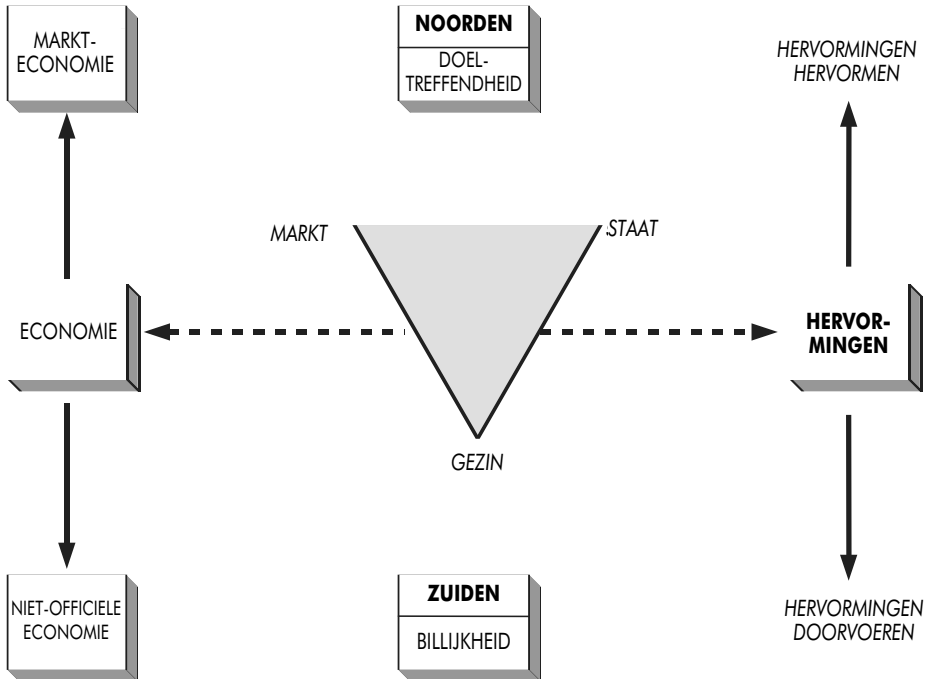 MARKT-
ECONOMIE
NOORDEN
DOEL-
TREFFENDHEID
HERVORMINGEN
HERVORMEN
MARKT
STAAT
ECONOMIE
HERVOR-
MINGEN
GEZIN
NIET-OFFICIELE
ECONOMIE
ZUIDEN
BILLIJKHEID
HERVORMINGEN
DOORVOEREN